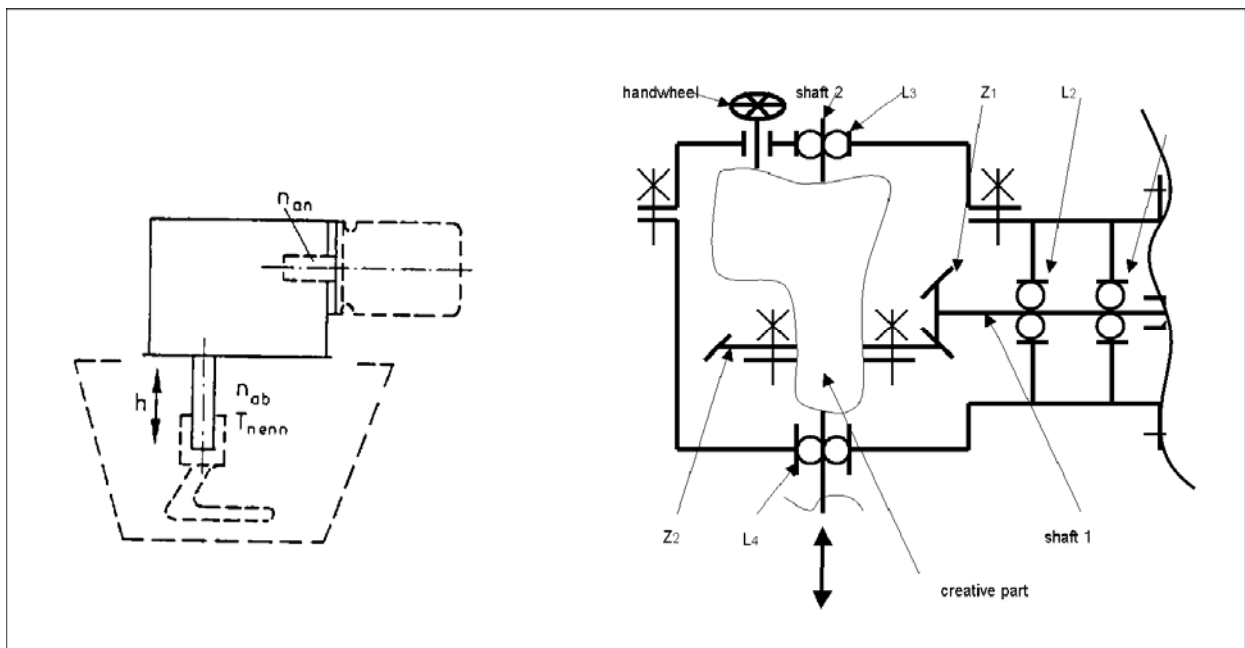 n_an
h
n_ab
T_nenn
handwheel
shaft 2
L3
Z1
L2
Z2
L4
shaft 1
creative part